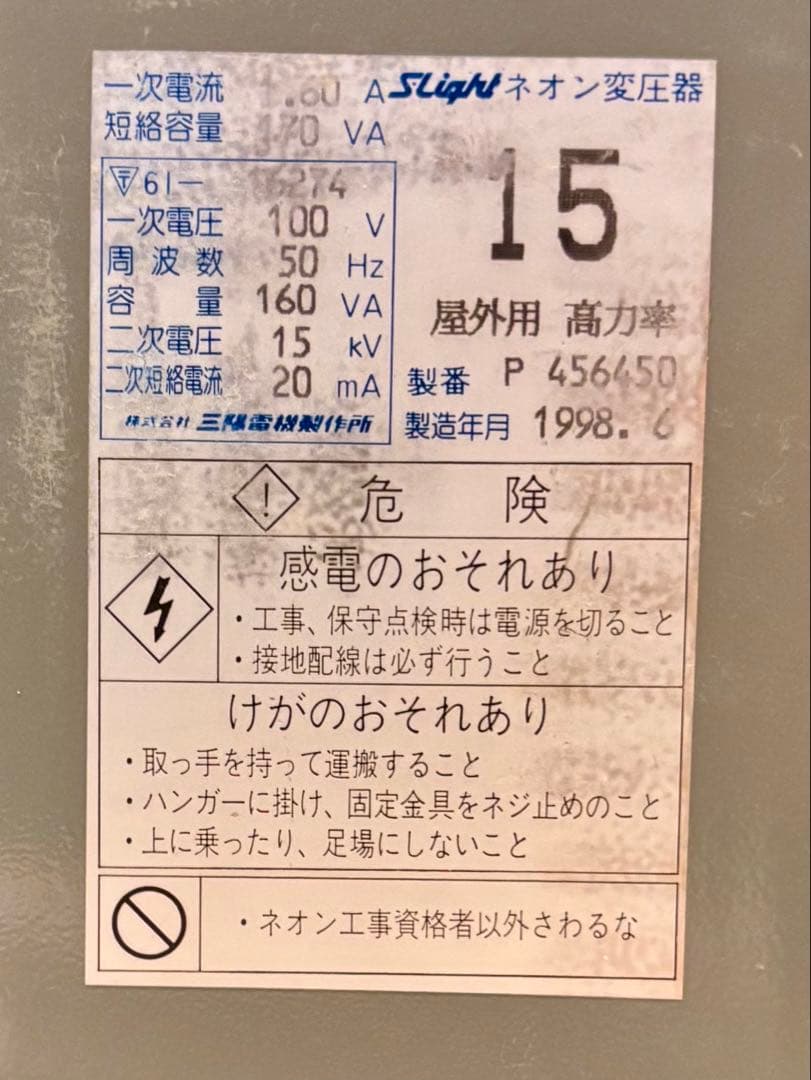 一次電流 1.60 A
短絡容量 170 VA
S-Light ネオン変圧器
15
屋外用 高力率
製番 P 456450
製造年月 1998. 6
〒61-16274
一次電圧 100 V
周波数 50 Hz
容量 160 VA
二次電圧 15 kV
二次短絡電流 20 mA
株式会社 三陽電機製作所
危険
感電のおそれあり
・工事、保守点検時は電源を切ること
・接地配線は必ず行うこと
けがのおそれあり
・取っ手を持って運搬すること
・ハンガーに掛け、固定金具をネジ止めのこと
・上に乗ったり、足場にしないこと
・ネオン工事資格者以外さわるな